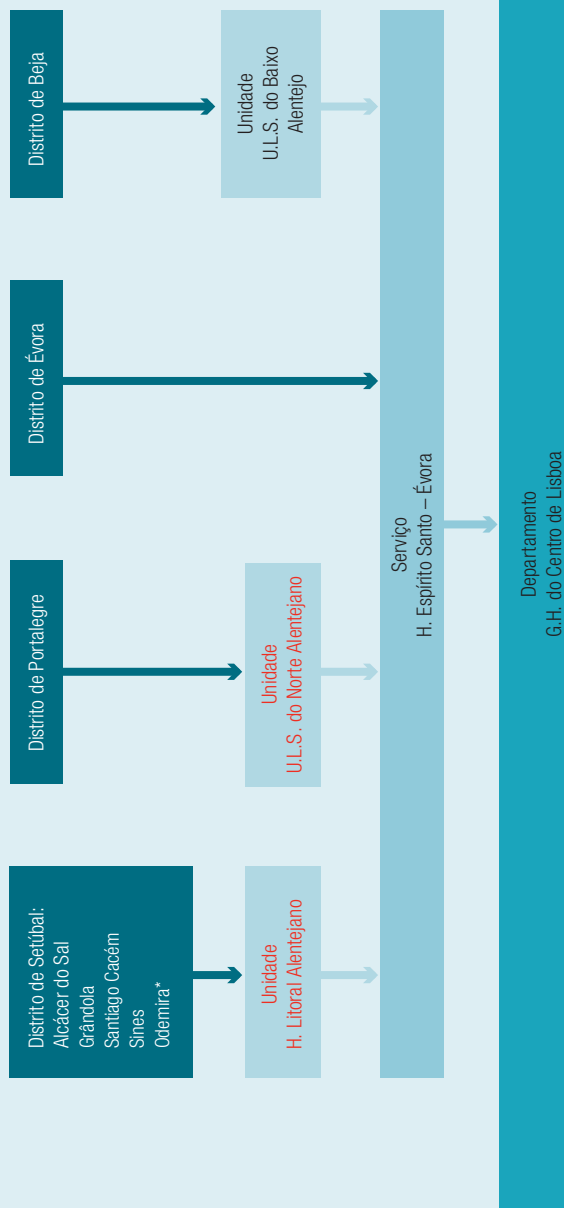 Distrito de Setúbal:
Alcácer do Sal
Grândola
Santiago Cacém
Sines
Odemira*
Distrito de Portalegre
Distrito de Évora
Distrito de Beja
Unidade
H. Litoral Alentejano
Unidade
U.L.S. do Norte Alentejano
Unidade
U.L.S. do Baixo
Alentejo
Serviço
H. Espírito Santo – Évora
Departamento
G.H. do Centro de Lisboa